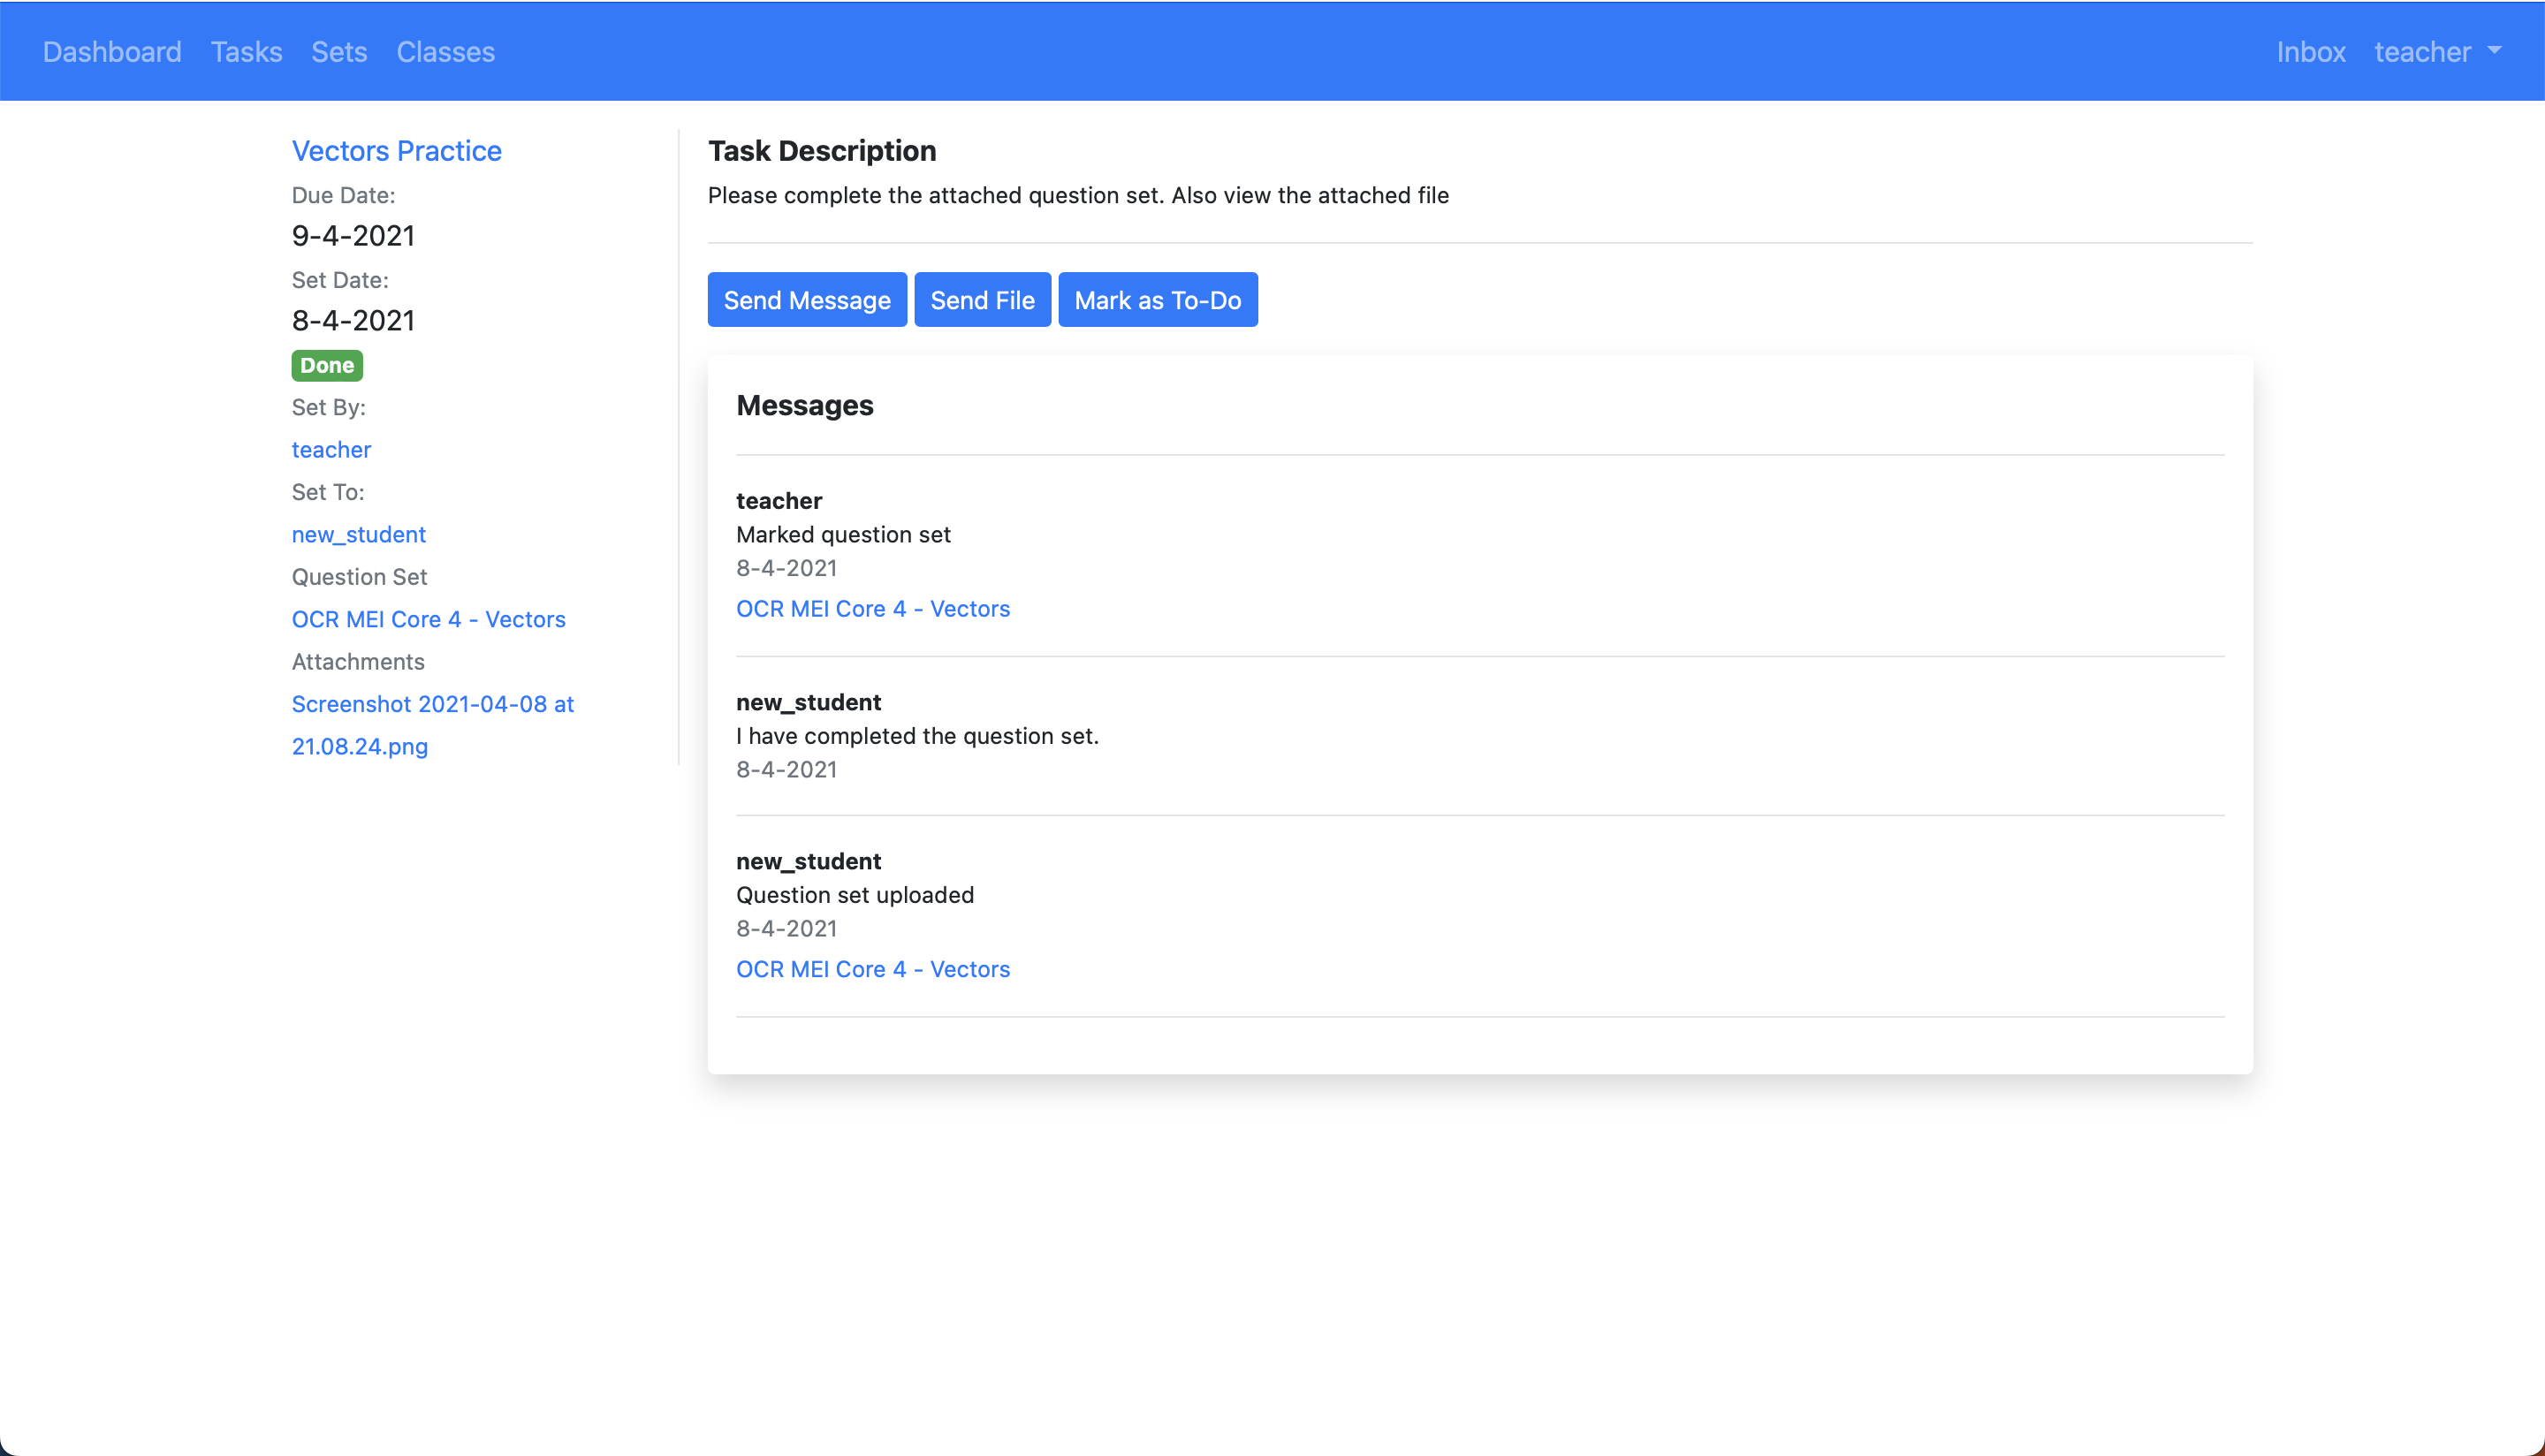 Dashboard Tasks Sets Classes Inbox teacher
Vectors Practice
Due Date:
9-4-2021
Set Date:
8-4-2021
Done
Set By:
teacher
Set To:
new_student
Question Set
OCR MEI Core 4 - Vectors
Attachments
Screenshot 2021-04-08 at
21.08.24.png
Task Description
Please complete the attached question set. Also view the attached file
Send Message Send File Mark as To-Do
Messages
teacher
Marked question set
8-4-2021
OCR MEI Core 4 - Vectors
new_student
I have completed the question set.
8-4-2021
new_student
Question set uploaded
8-4-2021
OCR MEI Core 4 - Vectors